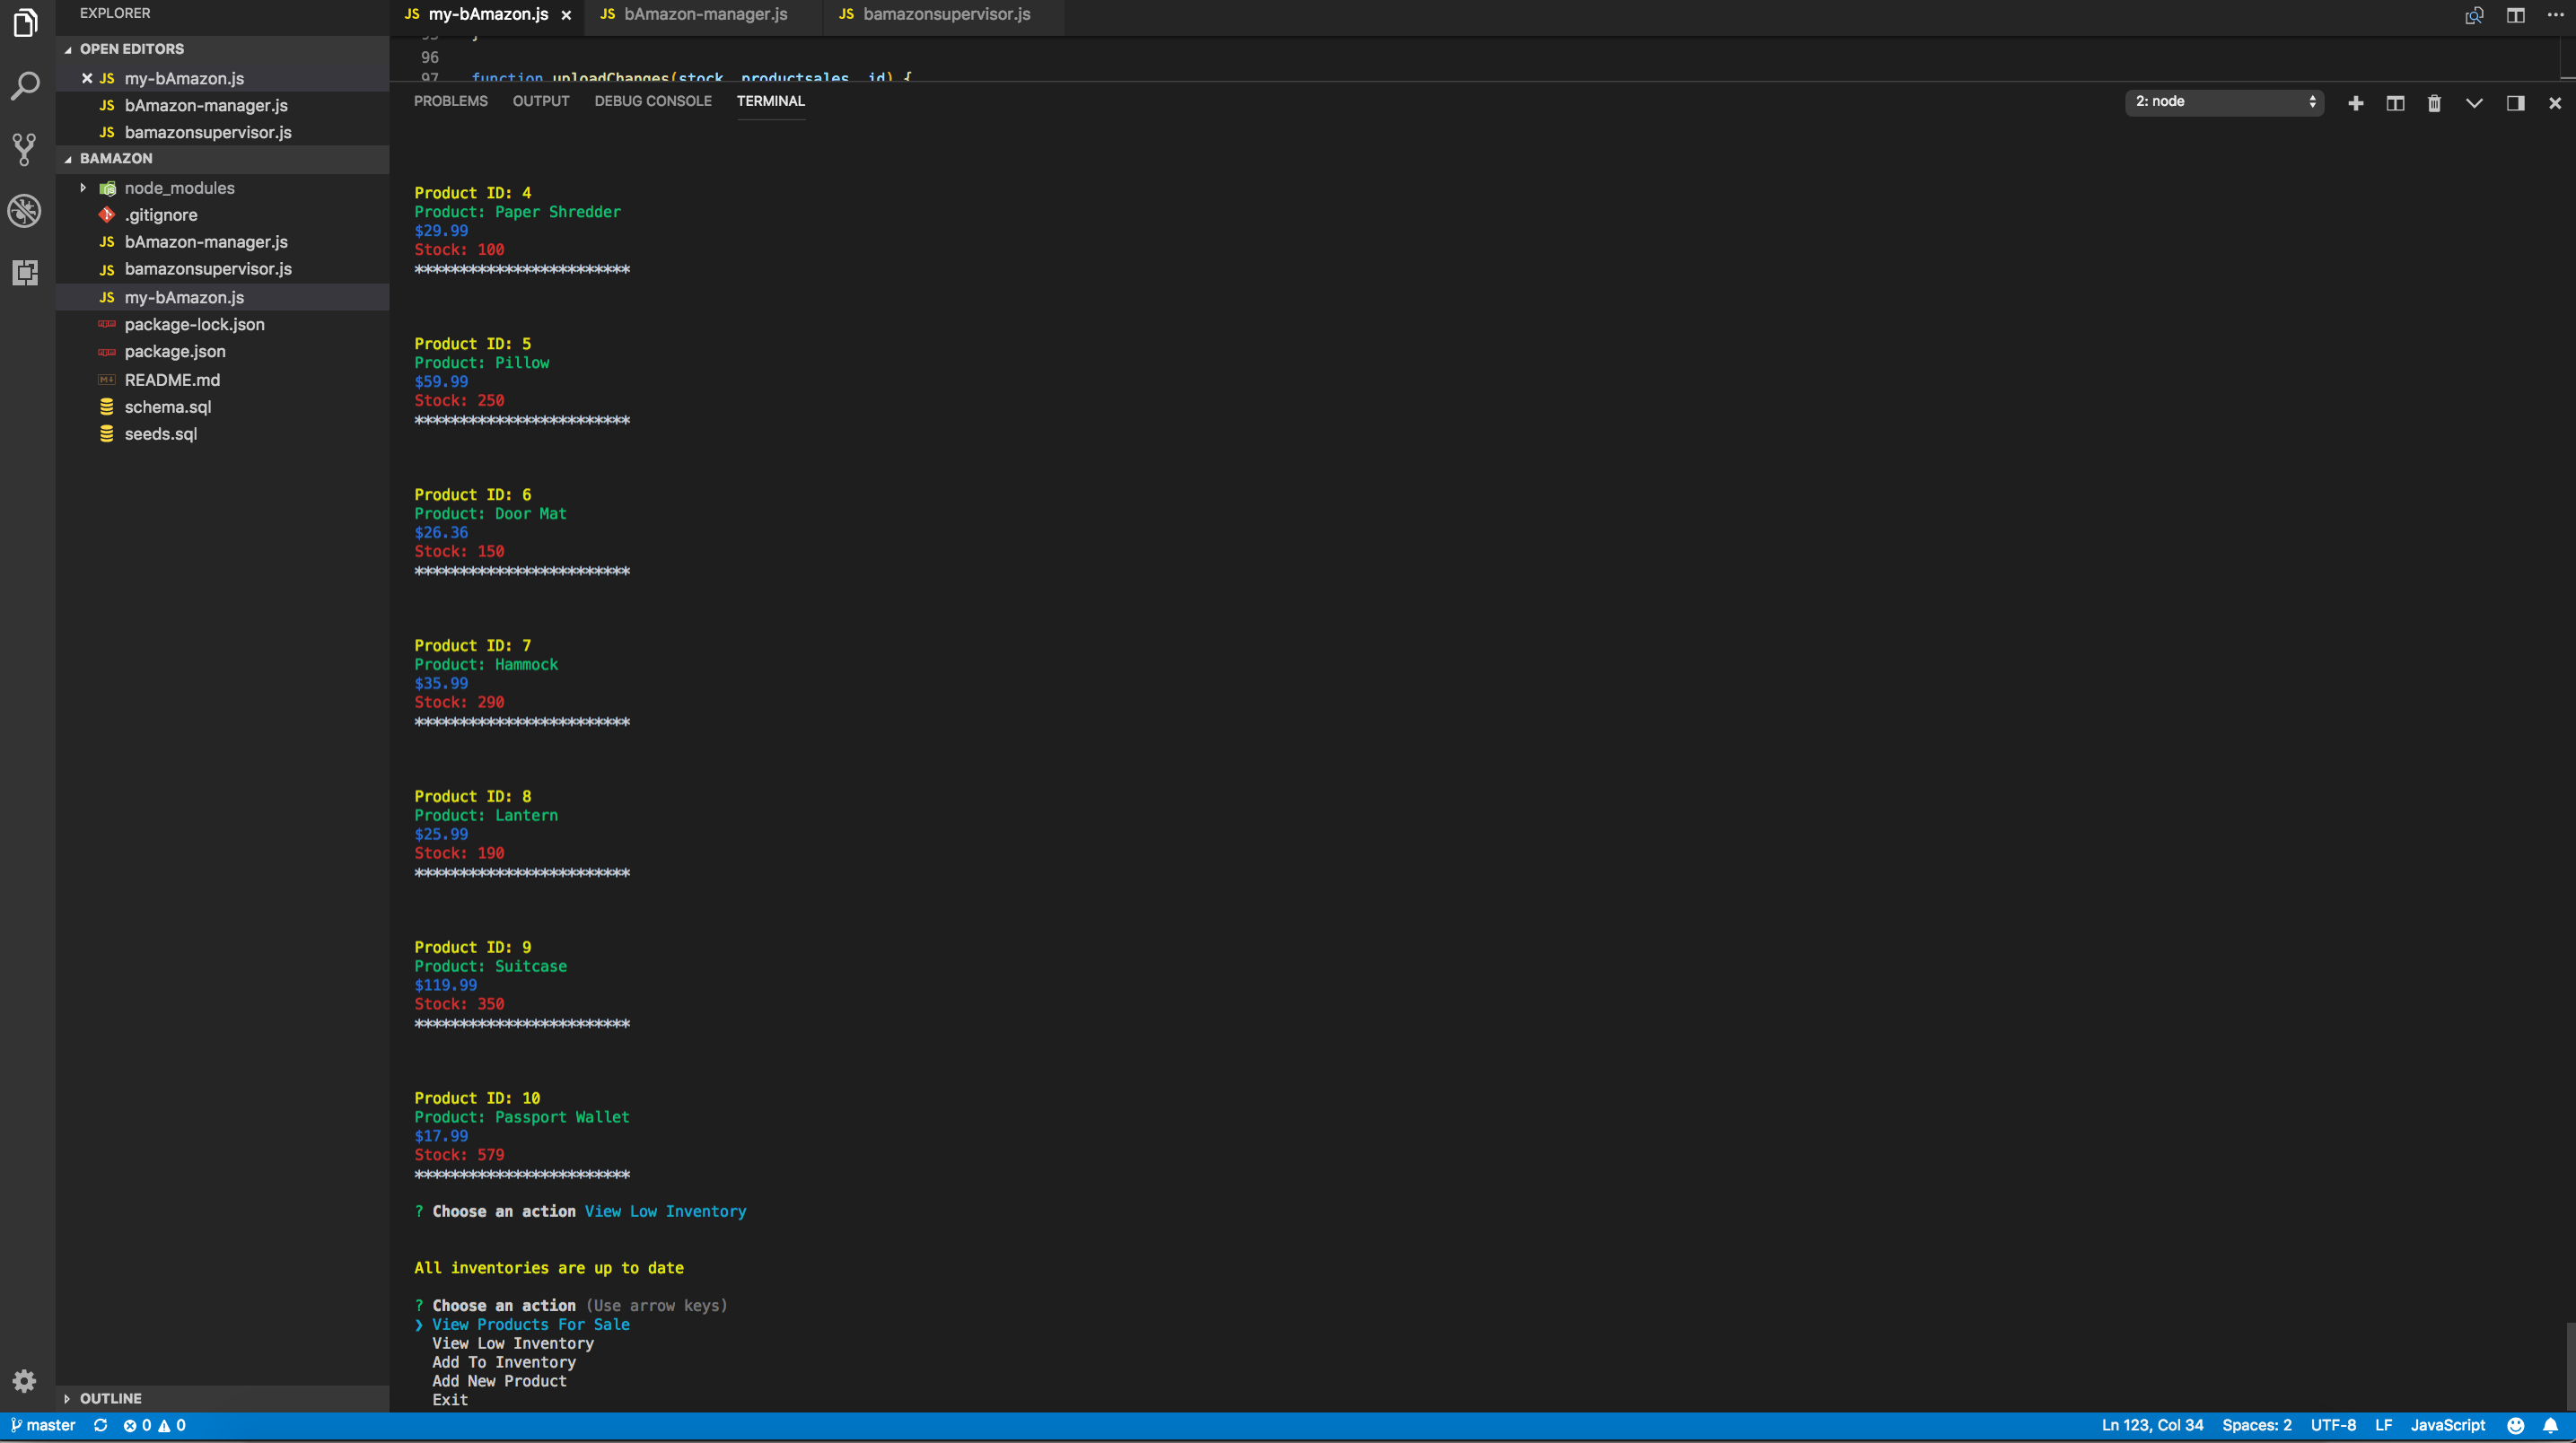 EXPLORER
OPEN EDITORS
JS my-bAmazon.js
JS bAmazon-manager.js
JS bamazonsupervisor.js
BAMAZON
node_modules
.gitignore
JS bAmazon-manager.js
JS bamazonsupervisor.js
JS my-bAmazon.js
package-lock.json
package.json
README.md
schema.sql
seeds.sql
OUTLINE
JS my-bAmazon.js JS bAmazon-manager.js JS bamazonsupervisor.js
95 }
96
97 function uploadChanges(stock, productsales, id) {
PROBLEMS OUTPUT DEBUG CONSOLE TERMINAL 2: node
Product ID: 4
Product: Paper Shredder
$29.99
Stock: 100
************************
Product ID: 5
Product: Pillow
$59.99
Stock: 250
************************
Product ID: 6
Product: Door Mat
$26.36
Stock: 150
************************
Product ID: 7
Product: Hammock
$35.99
Stock: 290
************************
Product ID: 8
Product: Lantern
$25.99
Stock: 190
************************
Product ID: 9
Product: Suitcase
$119.99
Stock: 350
************************
Product ID: 10
Product: Passport Wallet
$17.99
Stock: 579
************************
? Choose an action View Low Inventory
All inventories are up to date
? Choose an action (Use arrow keys)
❯ View Products For Sale
View Low Inventory
Add To Inventory
Add New Product
Exit
master 0 0 Ln 123, Col 34 Spaces: 2 UTF-8 LF JavaScript